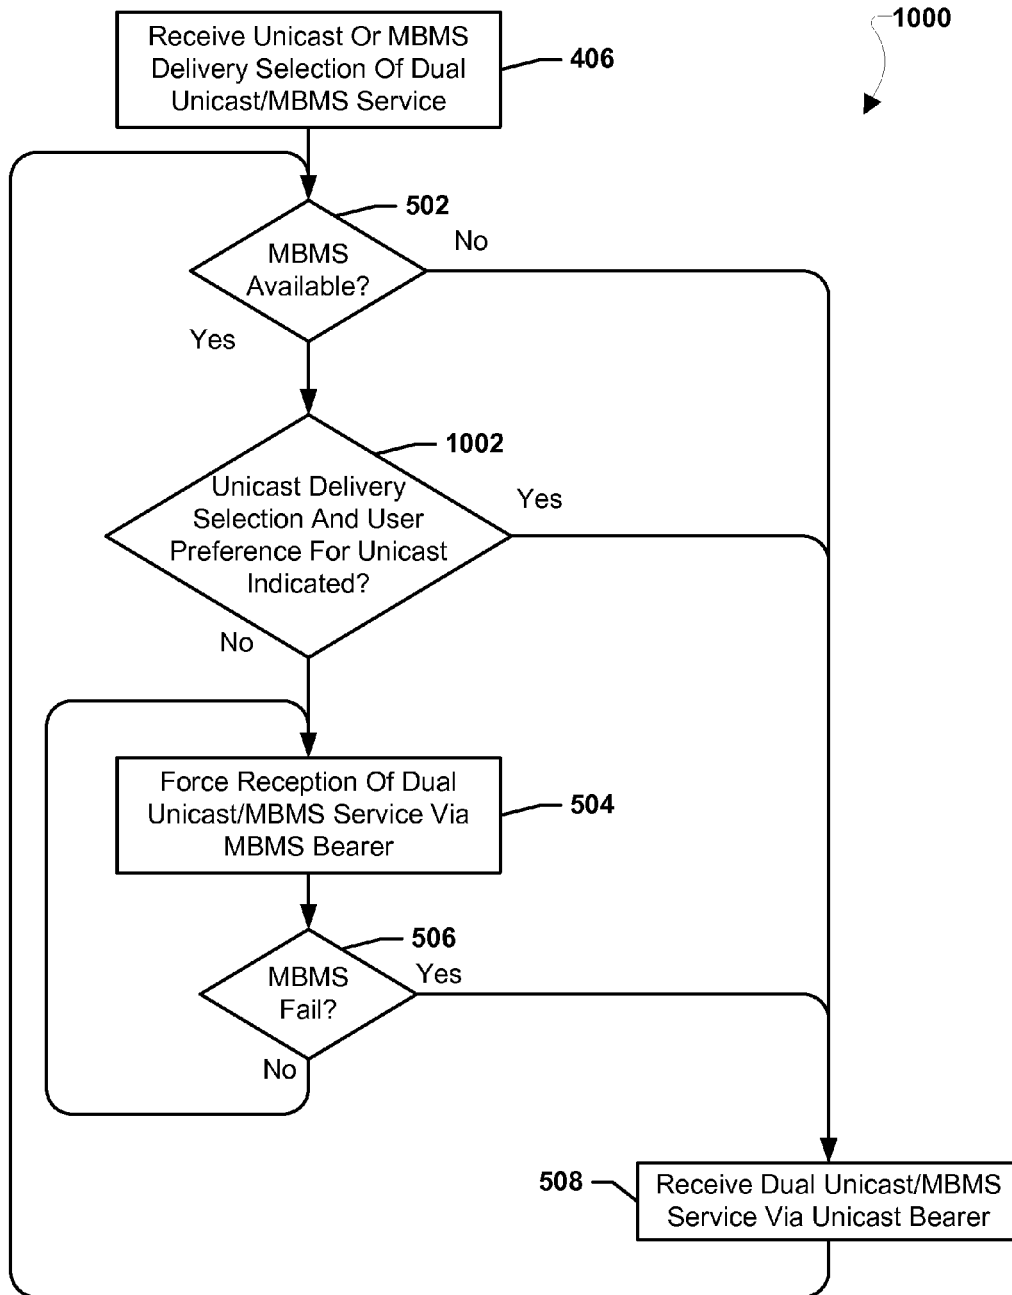 1000
Receive Unicast Or MBMS
Delivery Selection Of Dual
Unicast/MBMS Service
406
502
MBMS
Available?
No
Yes
1002
Unicast Delivery
Selection And User
Preference For Unicast
Indicated?
Yes
No
Force Reception Of Dual
Unicast/MBMS Service Via
MBMS Bearer
504
506
MBMS
Fail?
Yes
No
508
Receive Dual Unicast/MBMS
Service Via Unicast Bearer